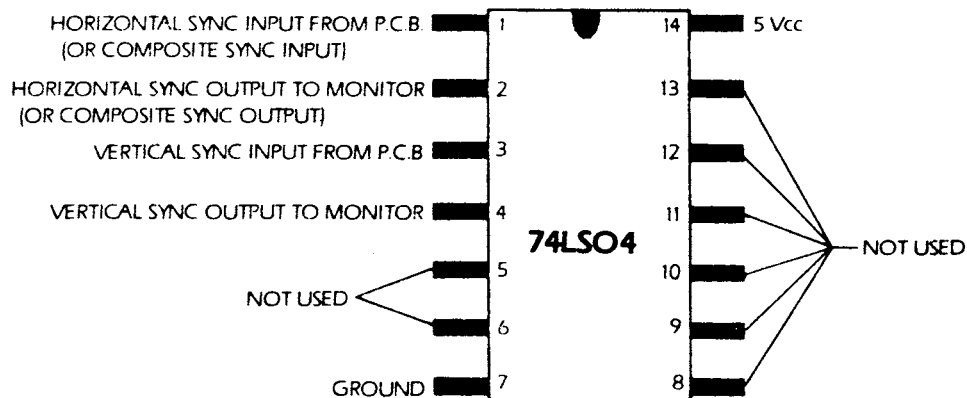 HORIZONTAL SYNC INPUT FROM P.C.B.
(OR COMPOSITE SYNC INPUT)
HORIZONTAL SYNC OUTPUT TO MONITOR
(OR COMPOSITE SYNC OUTPUT)
VERTICAL SYNC INPUT FROM P.C.B
VERTICAL SYNC OUTPUT TO MONITOR
NOT USED
GROUND
1
2
3
4
5
6
7
74LS04
14
13
12
11
10
9
8
5 Vcc
NOT USED